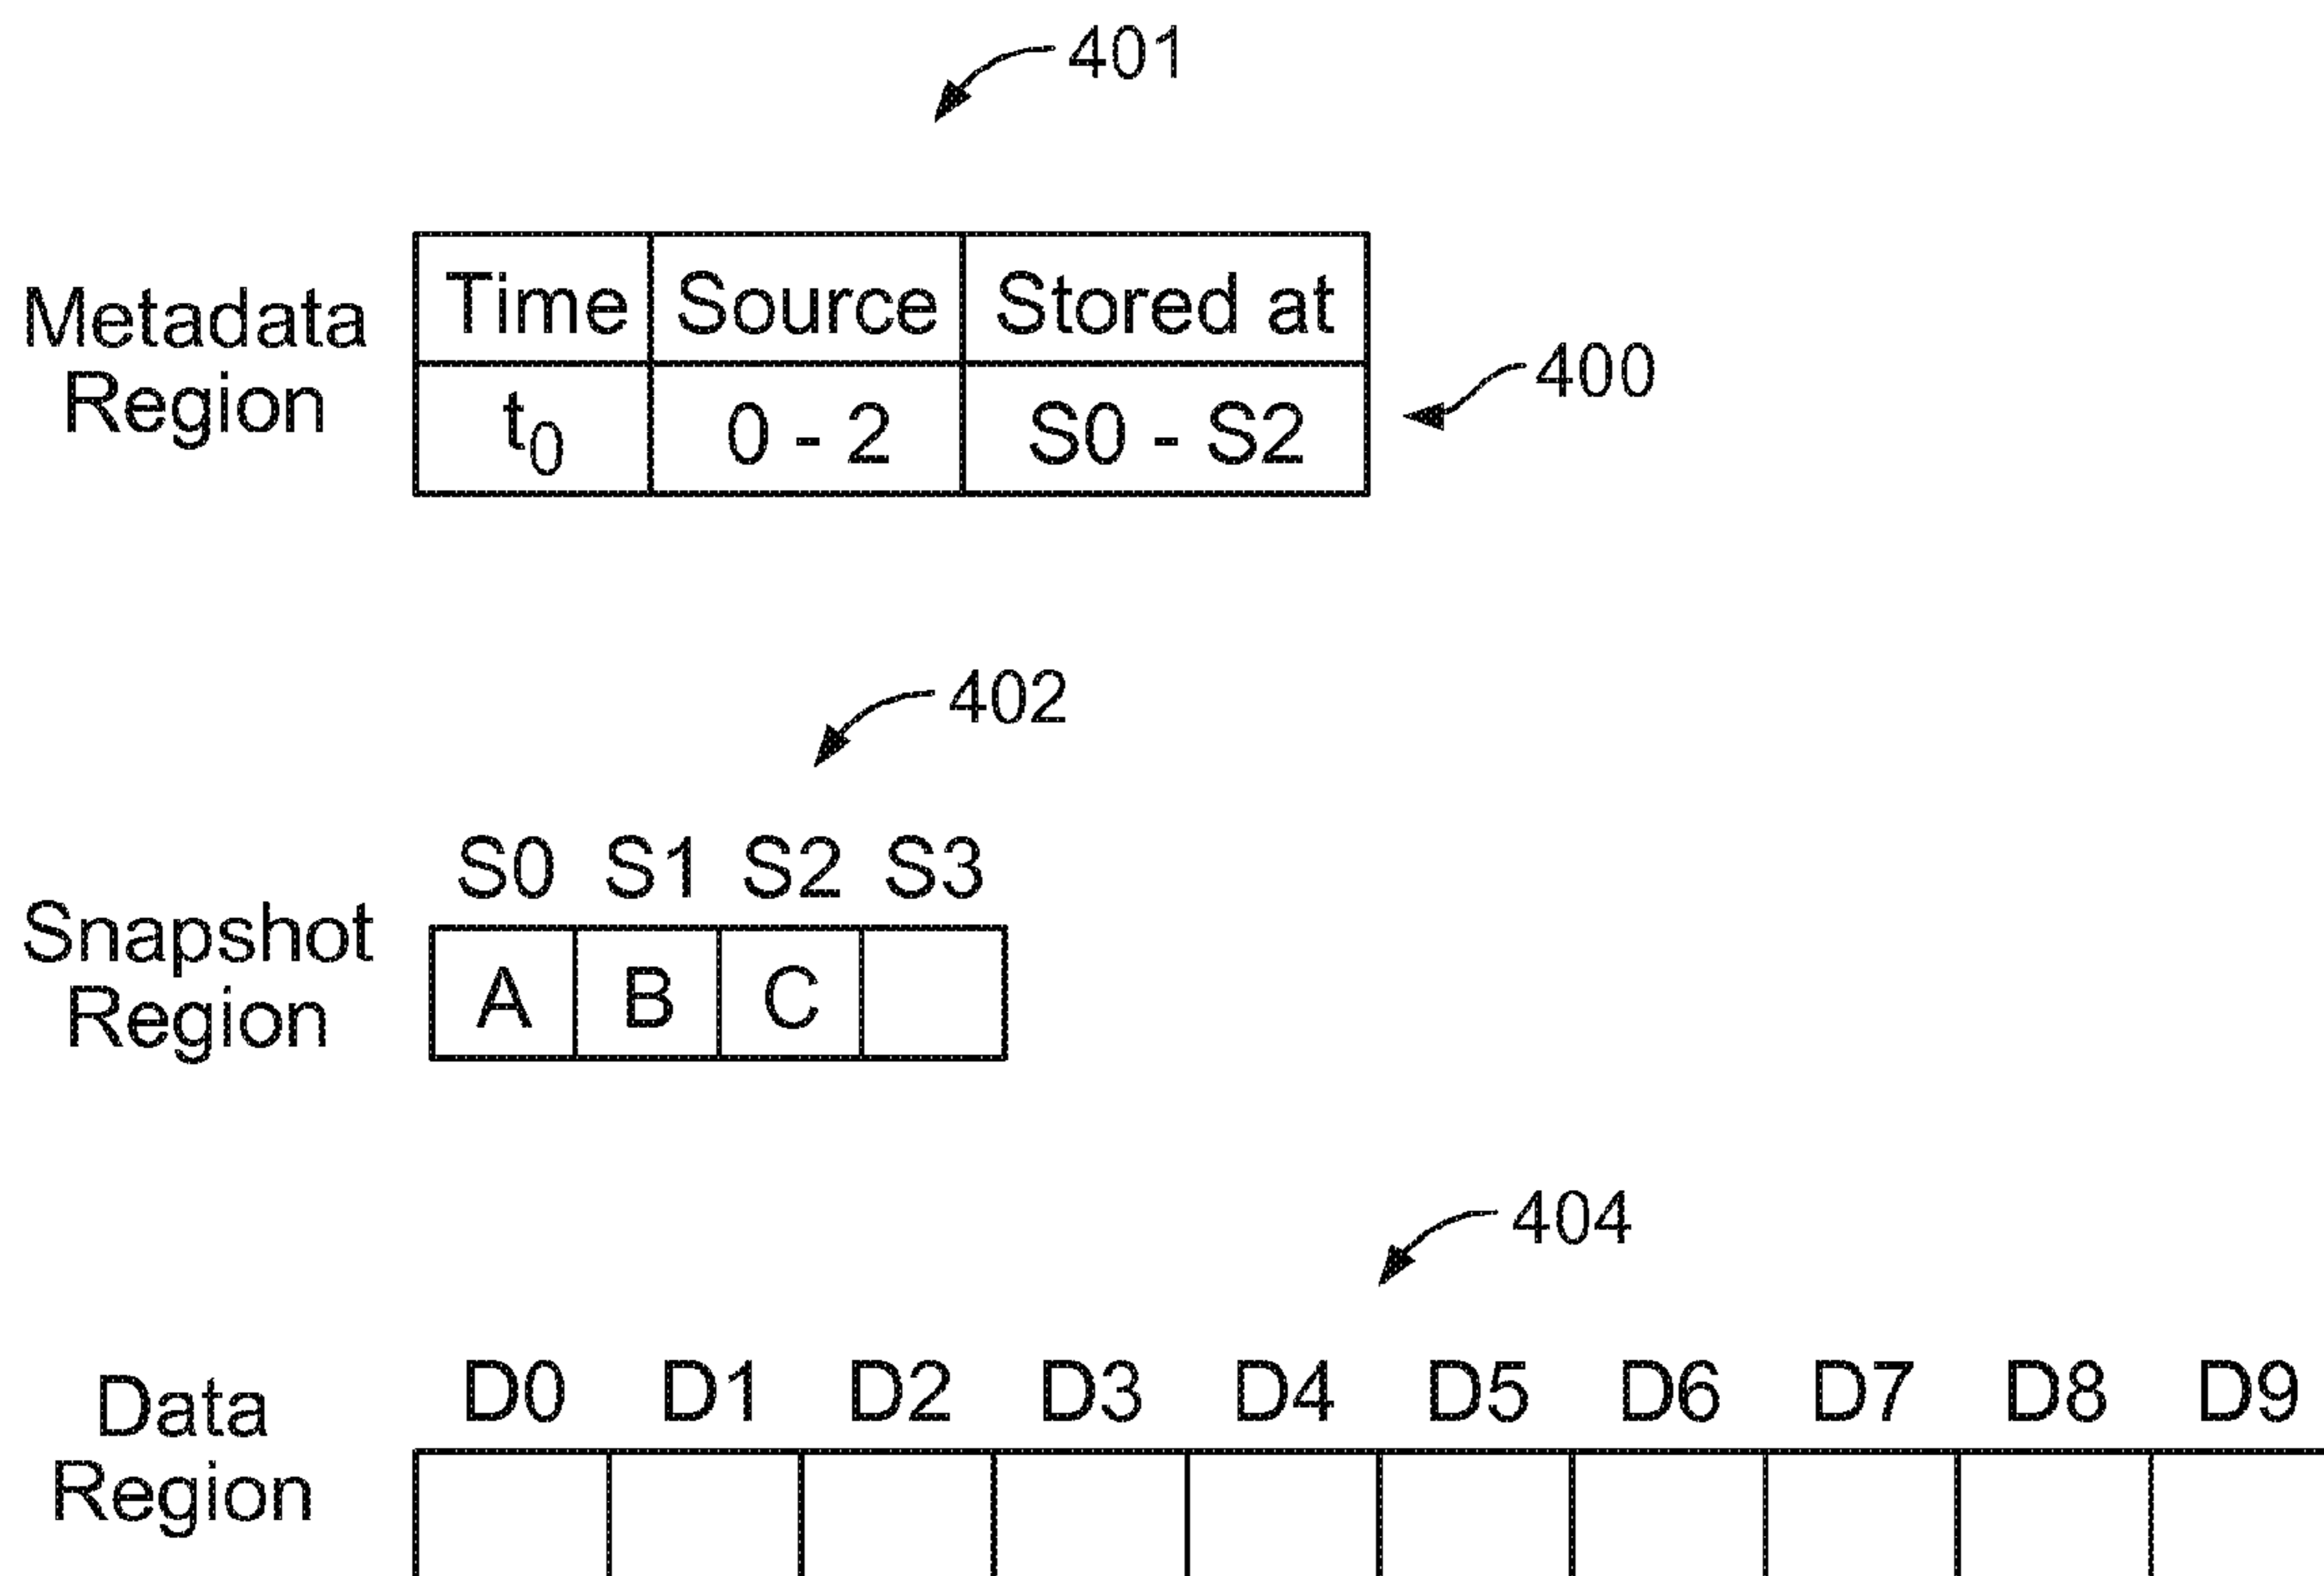 401
Metadata
Region
Time Source Stored at
t₀ 0 - 2 S0 - S2
400
402
S0 S1 S2 S3
Snapshot
Region
A B C
404
Data
Region
D0 D1 D2 D3 D4 D5 D6 D7 D8 D9